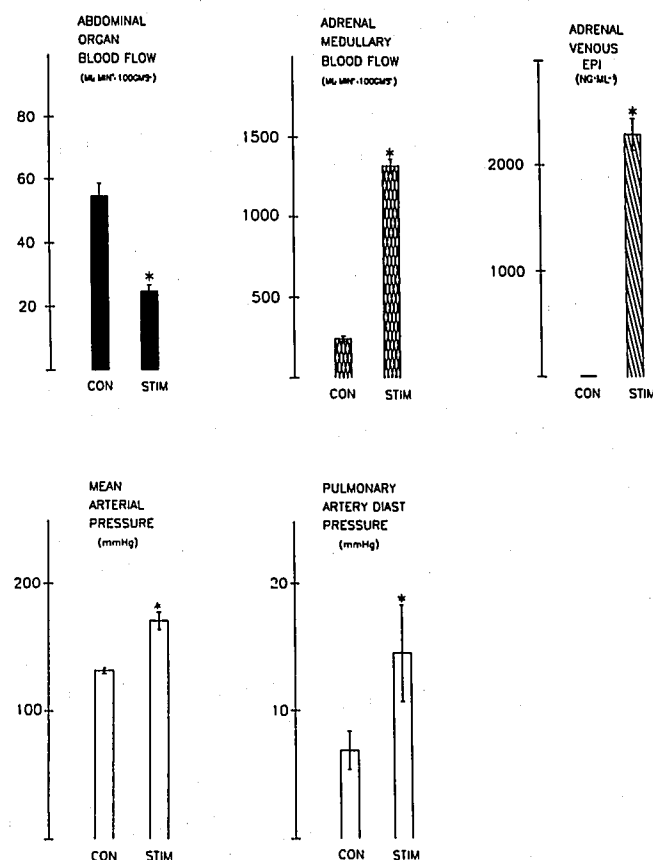 ABDOMINAL
ORGAN
BLOOD FLOW
80
60
40
20
CON STIM
*
ADRENAL
MEDULLARY
BLOOD FLOW
1500
1000
500
CON STIM
*
ADRENAL
VENOUS
EPI
(NG·ML⁻¹)
2000
1000
CON STIM
*
MEAN
ARTERIAL
PRESSURE
(mmHg)
200
100
CON STIM
*
PULMONARY
ARTERY DIAST
PRESSURE
(mmHg)
20
10
CON STIM
*